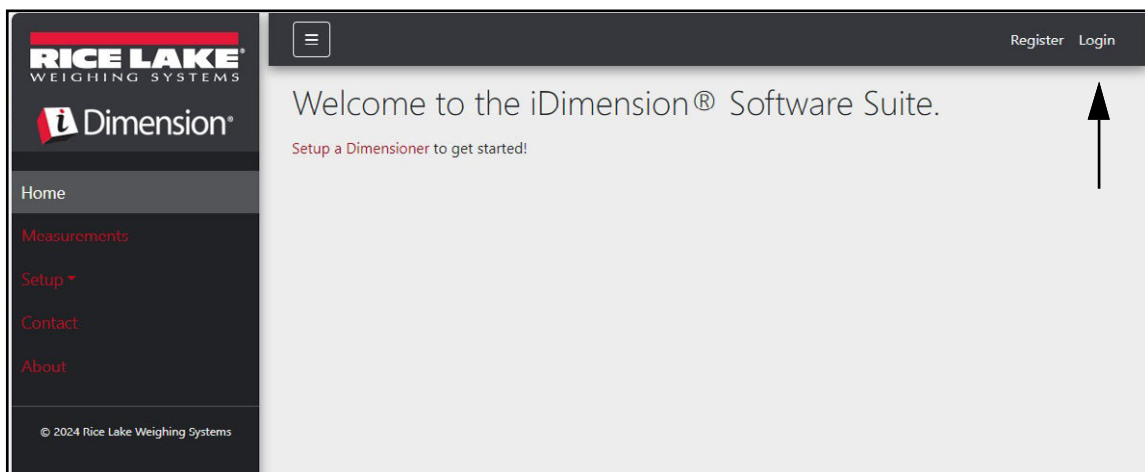 RICE LAKE®
WEIGHING SYSTEMS
i Dimension®
Home
Measurements
Setup
Contact
About
© 2024 Rice Lake Weighing Systems
Register Login
Welcome to the iDimension® Software Suite.
Setup a Dimensioner to get started!